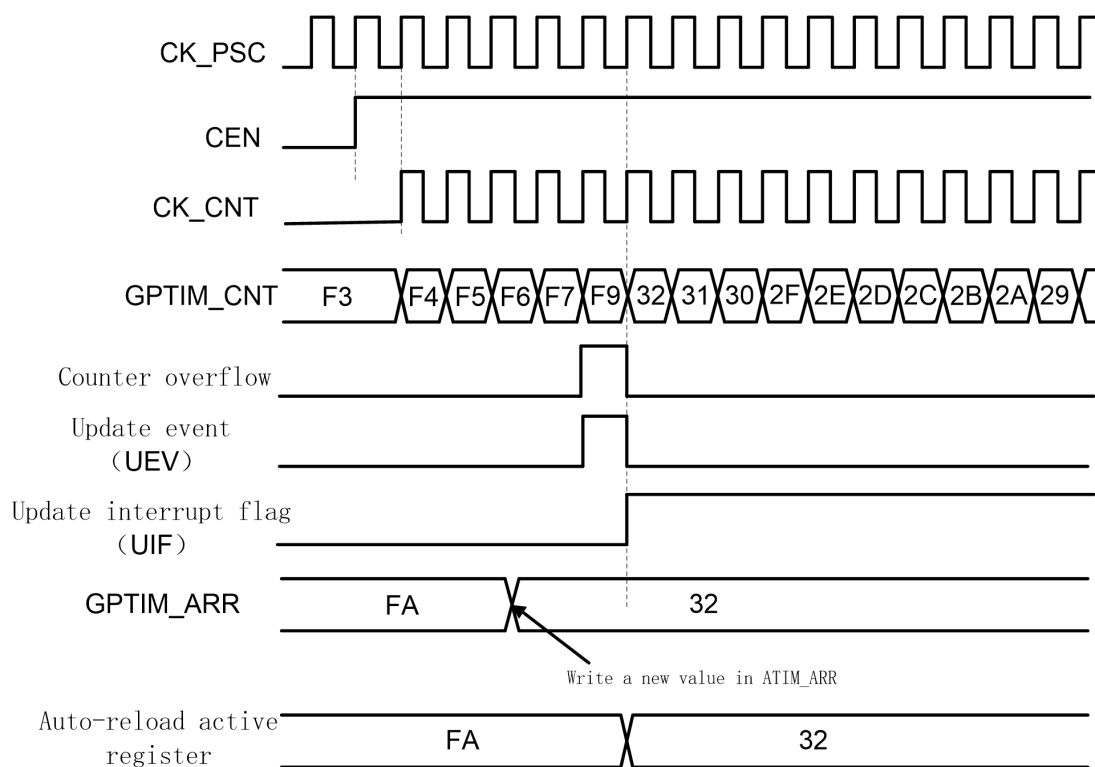 CK_PSC
CEN
CK_CNT
GPTIM_CNT F3 F4 F5 F6 F7 F9 32 31 30 2F 2E 2D 2C 2B 2A 29
Counter overflow
Update event
（UEV）
Update interrupt flag
（UIF）
GPTIM_ARR FA 32
Write a new value in ATIM_ARR
Auto-reload active
register
FA 32